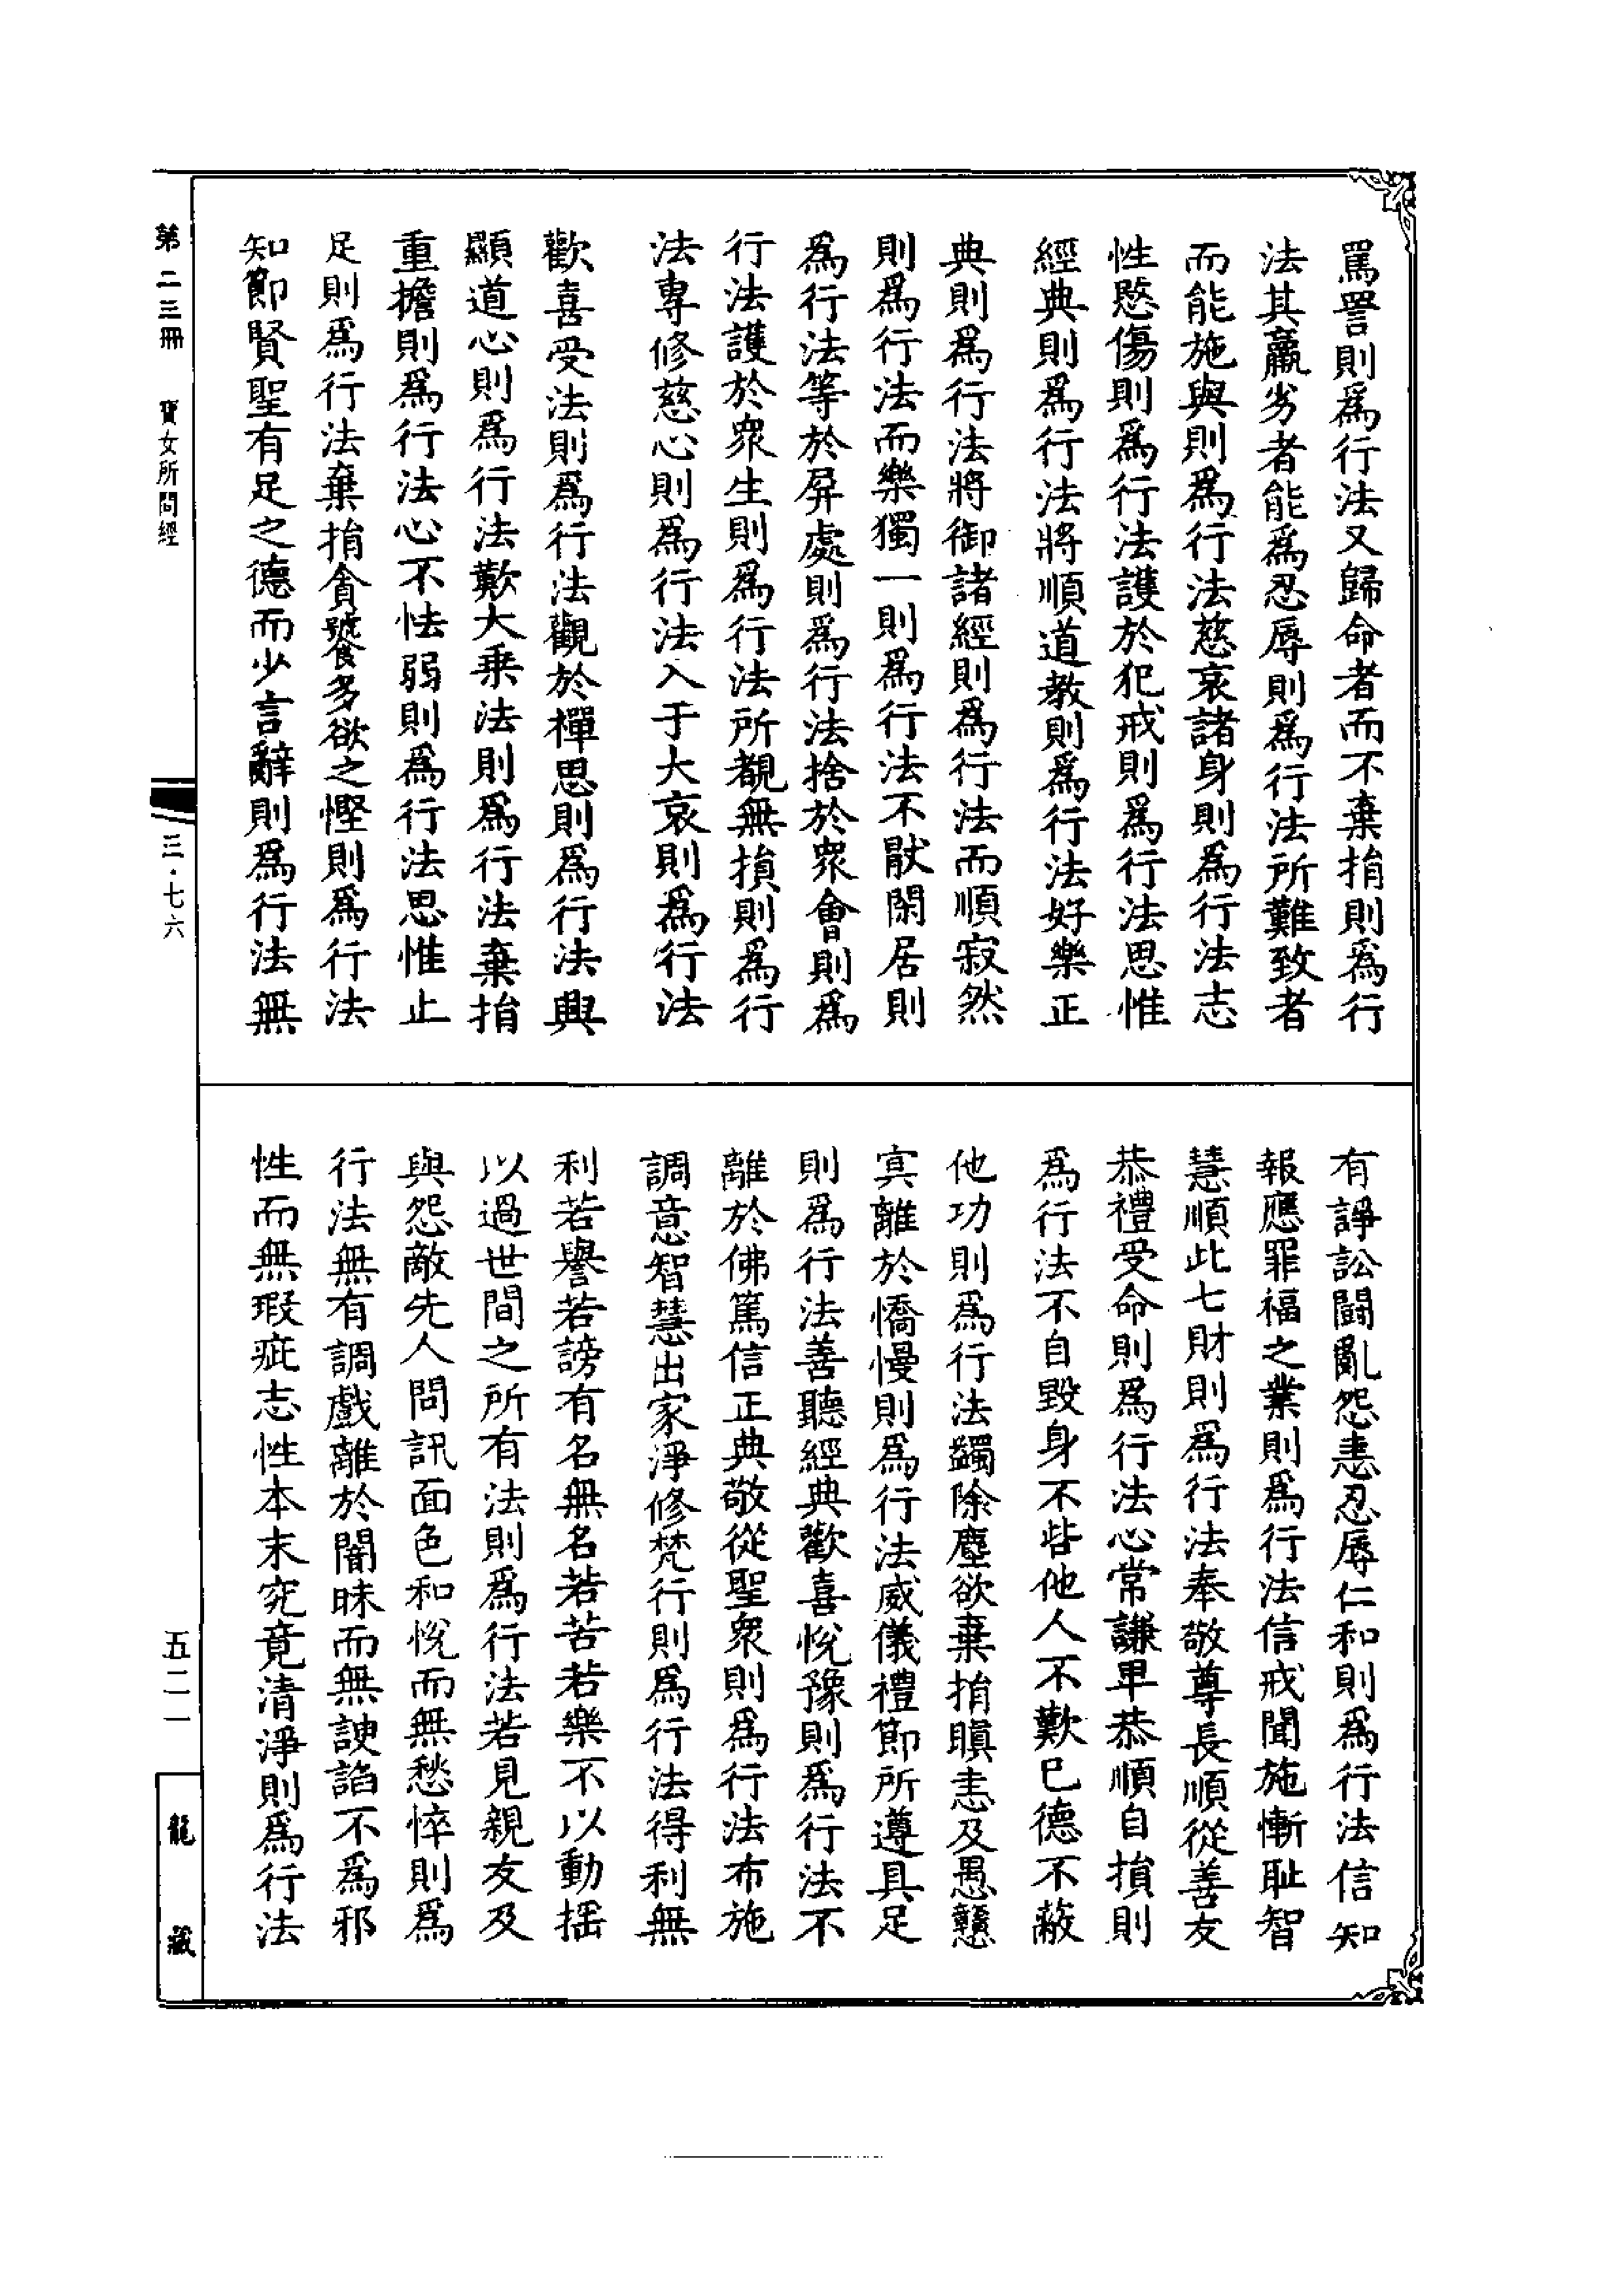 罵詈則爲行法又歸命者而不棄捐則爲行
法其羸劣者能爲忍辱則爲行法所難致者
而能施與則爲行法慈哀諸身則爲行法志
性愍傷則爲行法護於犯戒則爲行法思惟
經典則爲行法將順道教則爲行法好樂正
典則爲行法將御諸經則爲行法而順寂然
則爲行法而樂獨一則爲行法不猒閑居則
爲行法等於屏處則爲行法捨於眾會則爲
行法護於眾生則爲行法所覩無損則爲行
法專修慈心則爲行法入于大哀則爲行法
歡喜受法則爲行法觀於禪思則爲行法興
顯道心則爲行法歎大乘法則爲行法棄捐
重擔則爲行法心不怯弱則爲行法思惟止
足則爲行法棄捐貪饕多欲之慳則爲行法
知節賢聖有足之德而少言辭則爲行法無
有諍訟鬪亂怨恚忍辱仁和則爲行法信知
報應罪福之業則爲行法信戒聞施慚耻智
慧順此七財則爲行法奉敬尊長順從善友
恭禮受命則爲行法心常謙卑恭順自損則
爲行法不自毀身不呰他人不歎已德不蔽
他功則爲行法蠲除塵欲棄捐瞋恚及愚戆
寘離於憍慢則爲行法威儀禮節所遵具足
則爲行法善聽經典歡喜悅豫則爲行法不
離於佛篤信正典敬從聖眾則爲行法布施
調意智慧出家淨修梵行則爲行法得利無
利若譽若謗有名無名若苦若樂不以動揺
以過世間之所有法則爲行法若見親友及
與怨敵先人問訊面色和悅而無愁悴則爲
行法無有調戲離於闇昧而無諛諂不爲邪
性而無瑕疵志性本末究竟清淨則爲行法
第二三冊 寶女所問經
三·七六
五二一
龍藏